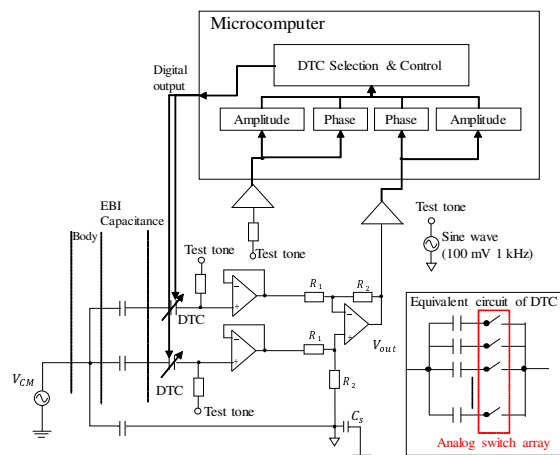 Microcomputer
DTC Selection & Control
Digital
output
Amplitude
Phase
Phase
Amplitude
EBI
Capacitance
Body
Test tone
Test tone
Test tone
Sine wave
(100 mV 1 kHz)
DTC
R1
R2
Equivalent circuit of DTC
R1
Vout
VCM
DTC
R2
Test tone
Cs
Analog switch array